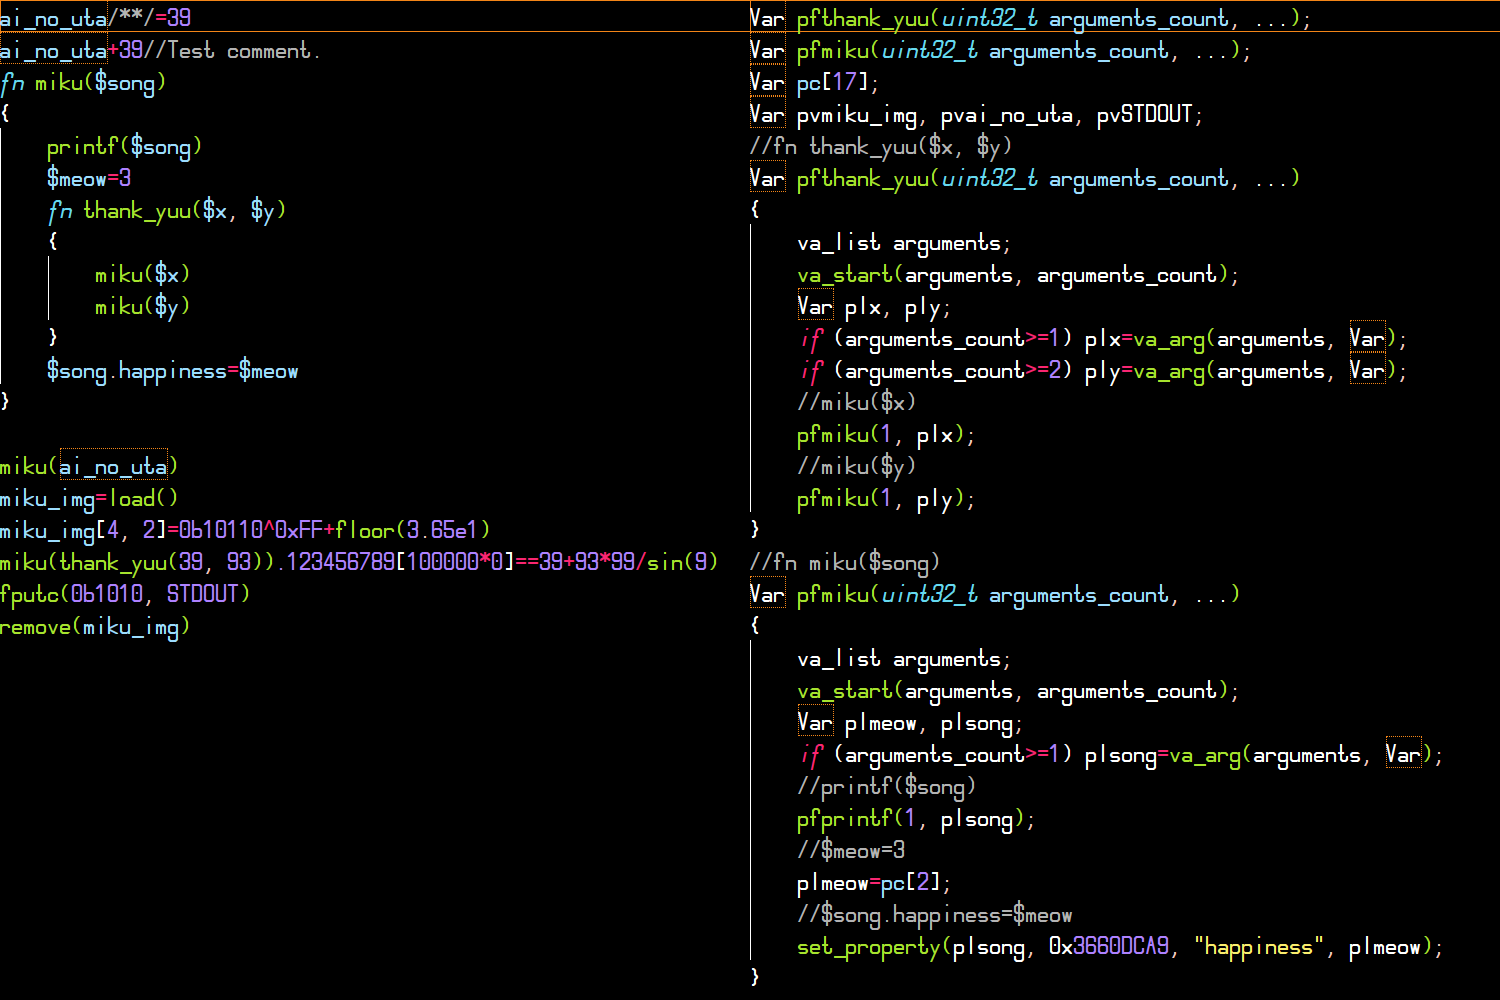 ai_no_uta/**/=39
ai_no_uta+39//Test comment.
fn miku($song)
{
    printf($song)
    $meow=3
    fn thank_yuu($x, $y)
    {
        miku($x)
        miku($y)
    }
    $song.happiness=$meow
}
miku(ai_no_uta)
miku_img=load()
miku_img[4, 2]=0b10110^0xFF+floor(3.65e1)
miku(thank_yuu(39, 93)).123456789[100000*0]==39+93*99/sin(9)
fputc(0b1010, STDOUT)
remove(miku_img)
Var pfthank_yuu(uint32_t arguments_count, ...);
Var pfmiku(uint32_t arguments_count, ...);
Var pc[17];
Var pvmiku_img, pvai_no_uta, pvSTDOUT;
//fn thank_yuu($x, $y)
Var pfthank_yuu(uint32_t arguments_count, ...)
{
    va_list arguments;
    va_start(arguments, arguments_count);
    Var plx, ply;
    if (arguments_count>=1) plx=va_arg(arguments, Var);
    if (arguments_count>=2) ply=va_arg(arguments, Var);
    //miku($x)
    pfmiku(1, plx);
    //miku($y)
    pfmiku(1, ply);
}
//fn miku($song)
Var pfmiku(uint32_t arguments_count, ...)
{
    va_list arguments;
    va_start(arguments, arguments_count);
    Var plmeow, plsong;
    if (arguments_count>=1) plsong=va_arg(arguments, Var);
    //printf($song)
    pfprintf(1, plsong);
    //$meow=3
    plmeow=pc[2];
    //$song.happiness=$meow
    set_property(plsong, 0x3660DCA9, "happiness", plmeow);
}